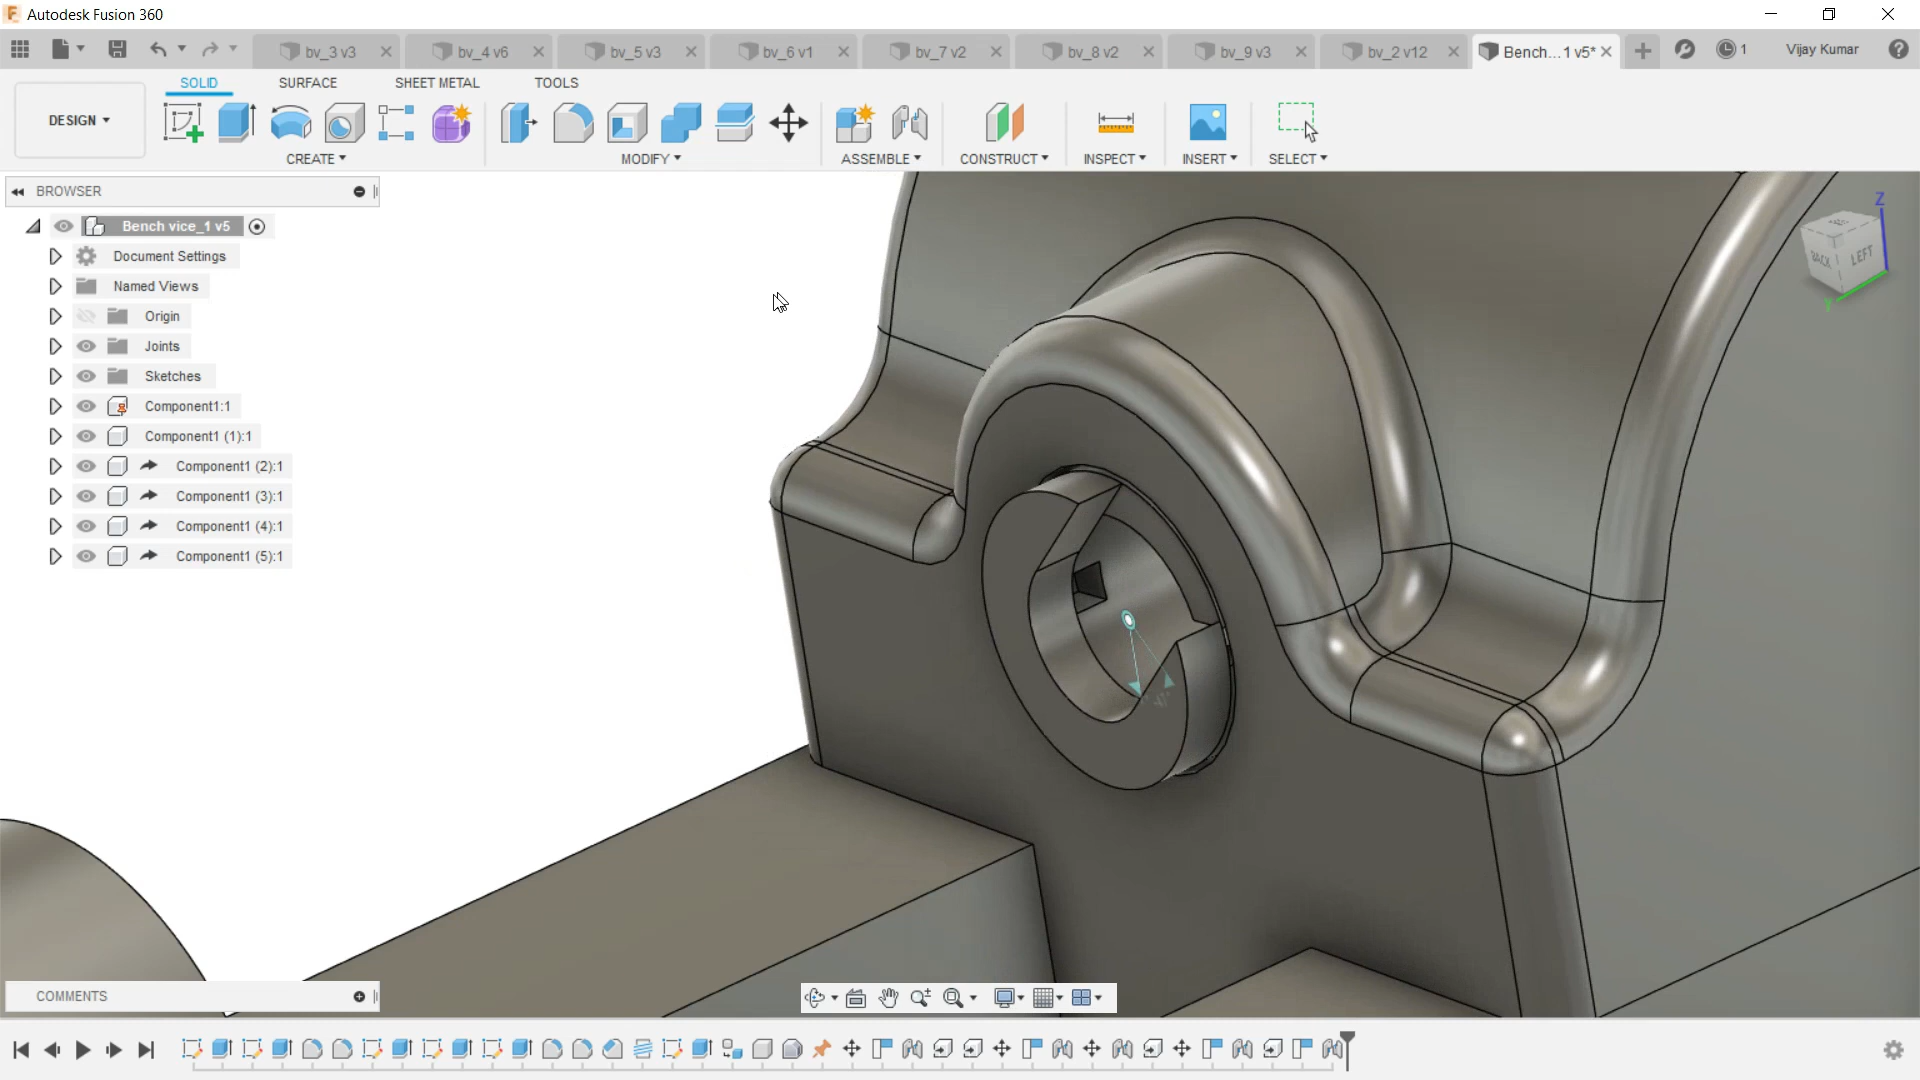 Autodesk Fusion 360
bv_3 v3
bv_4 v6
bv_5 v3
bv_6 v1
bv_7 v2
bv_8 v2
bv_9 v3
bv_2 v12
Bench...1 v5*
1
Vijay Kumar
SOLID
SURFACE
SHEET METAL
TOOLS
DESIGN
CREATE
MODIFY
ASSEMBLE
CONSTRUCT
INSPECT
INSERT
SELECT
BROWSER
Bench vice_1 v5
Document Settings
Named Views
Origin
Joints
Sketches
Component1:1
Component1 (1):1
Component1 (2):1
Component1 (3):1
Component1 (4):1
Component1 (5):1
Z
BACK
LEFT
Y
COMMENTS